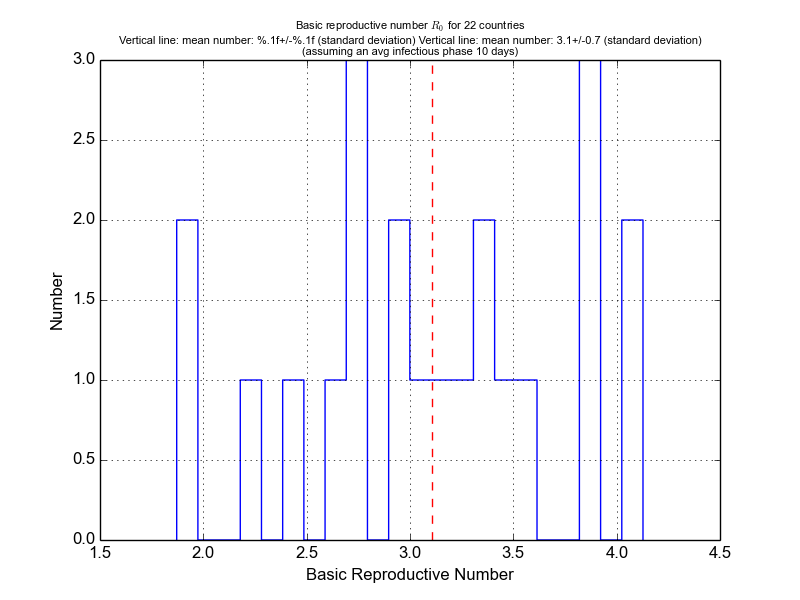 Basic reproductive number R₀ for 22 countries
Vertical line: mean number: %.1f+/-%.1f (standard deviation) Vertical line: mean number: 3.1+/-0.7 (standard deviation)
(assuming an avg infectious phase 10 days)
3.0
2.5
2.0
1.5
1.0
0.5
0.0
Number
1.5 2.0 2.5 3.0 3.5 4.0 4.5
Basic Reproductive Number